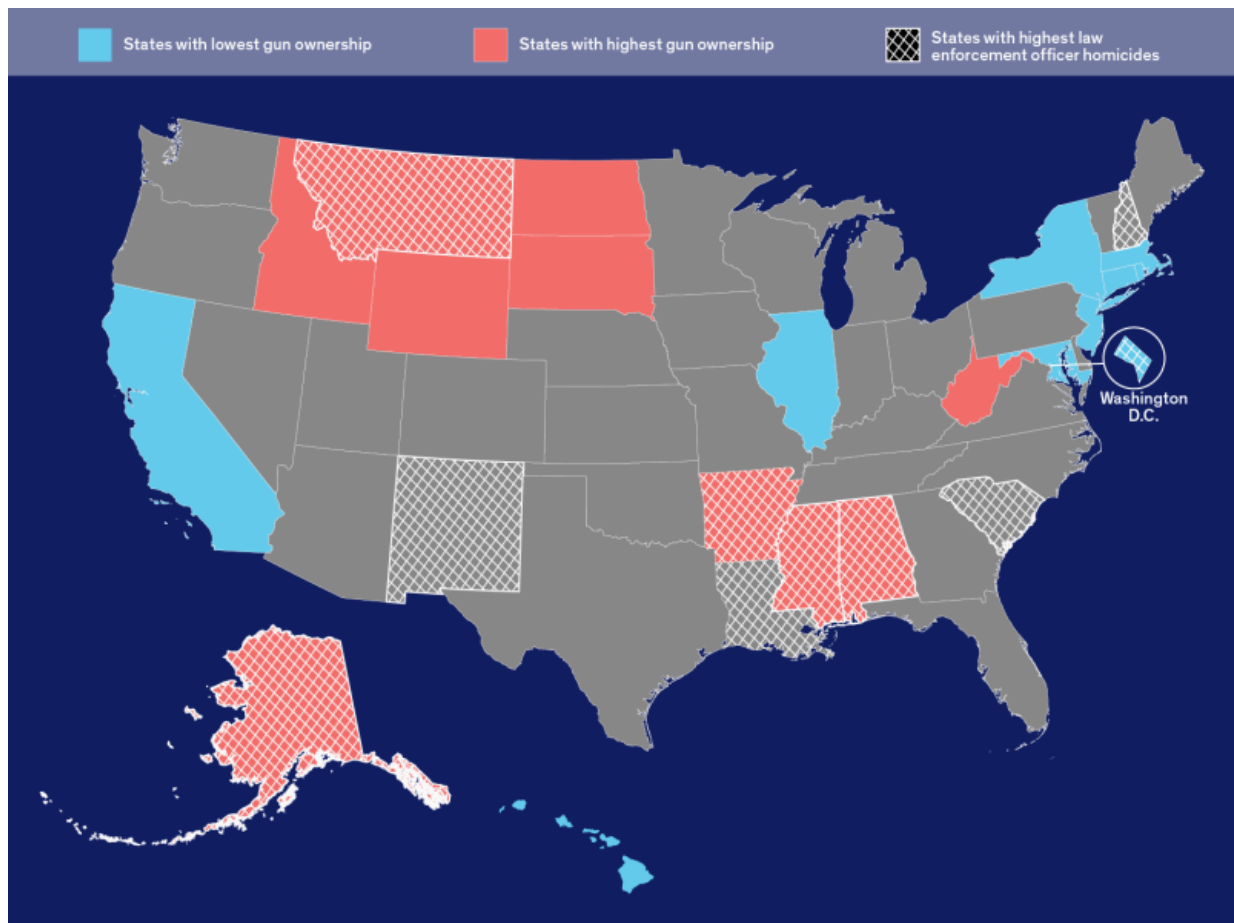 States with lowest gun ownership
States with highest gun ownership
States with highest law
enforcement officer homicides
Washington
D.C.